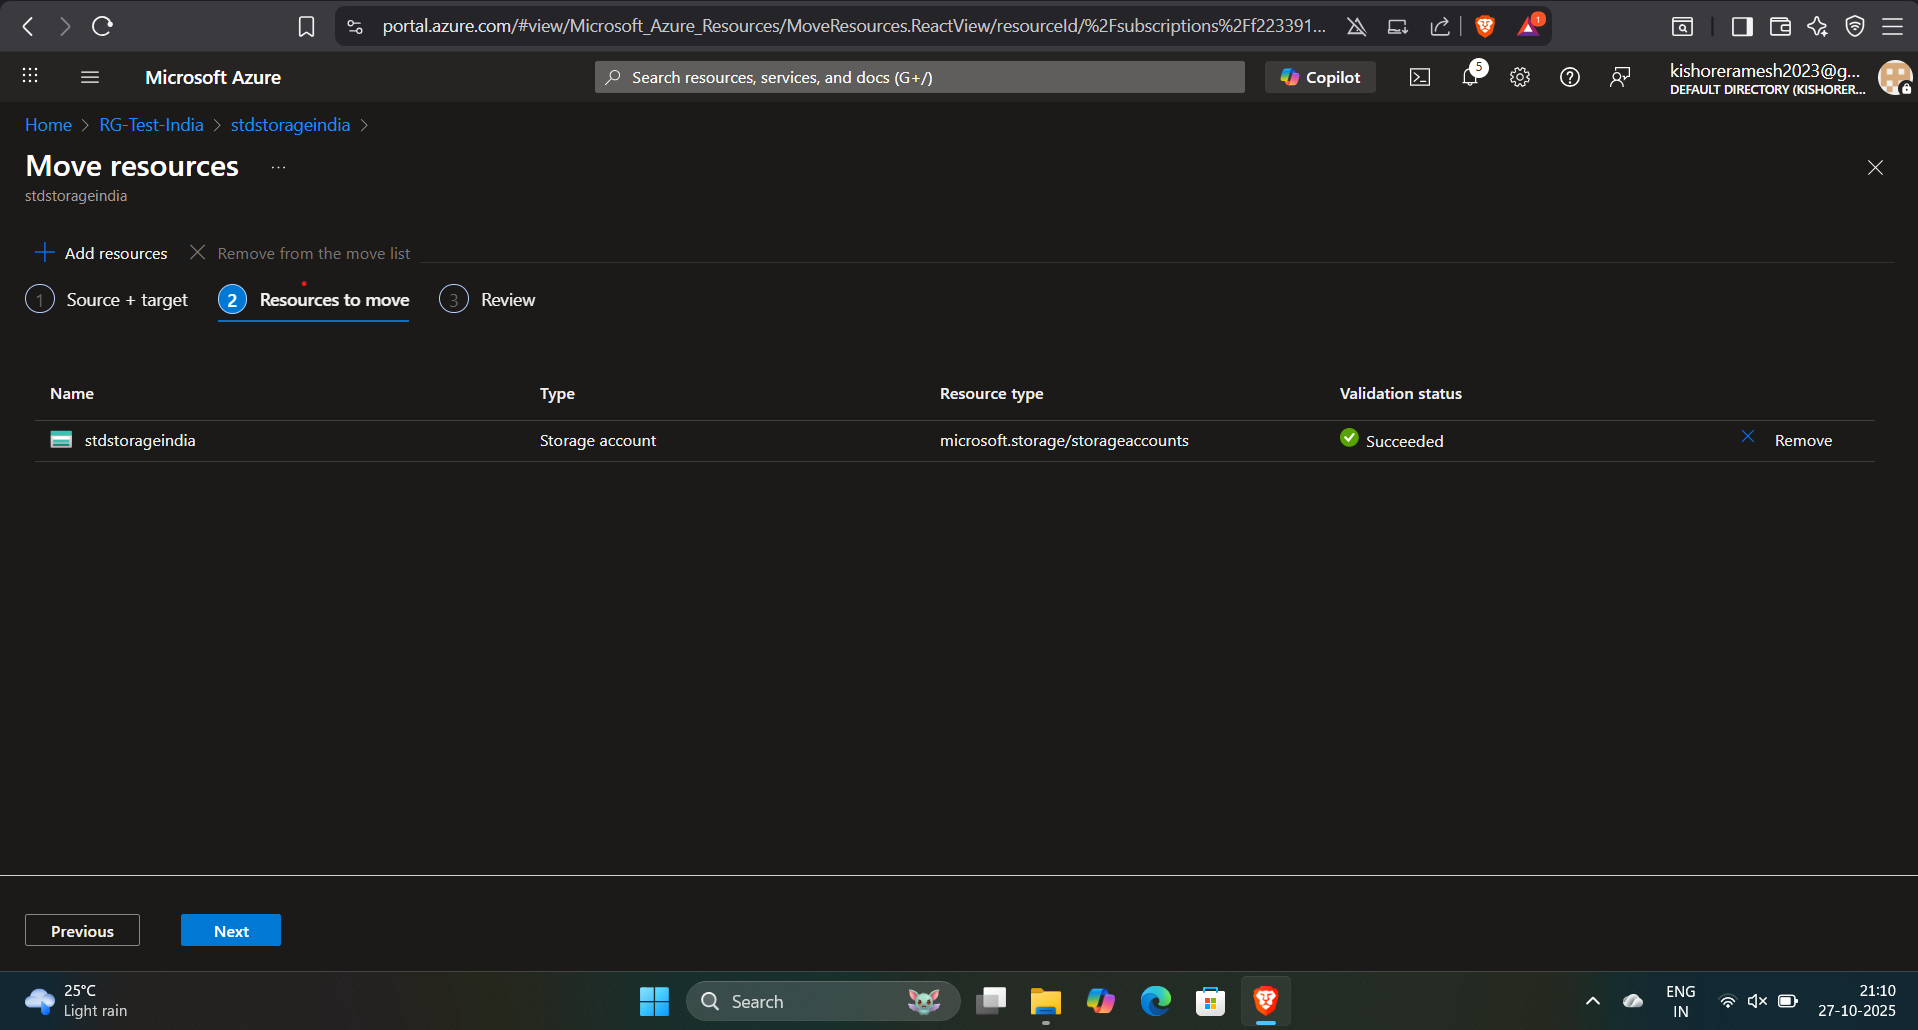 portal.azure.com/#view/Microsoft_Azure_Resources/MoveResources.ReactView/resourceId/%2Fsubscriptions%2Ff223391...
1
Microsoft Azure
Search resources, services, and docs (G+/)
Copilot
5
kishoreramesh2023@g...
DEFAULT DIRECTORY (KISHORER...
Home > RG-Test-India > stdstorageindia >
Move resources ...
stdstorageindia
Add resources
Remove from the move list
1 Source + target
2 Resources to move
3 Review
Name Type Resource type Validation status
stdstorageindia Storage account microsoft.storage/storageaccounts Succeeded Remove
Previous
Next
25°C
Light rain
Search
ENG
IN
21:10
27-10-2025